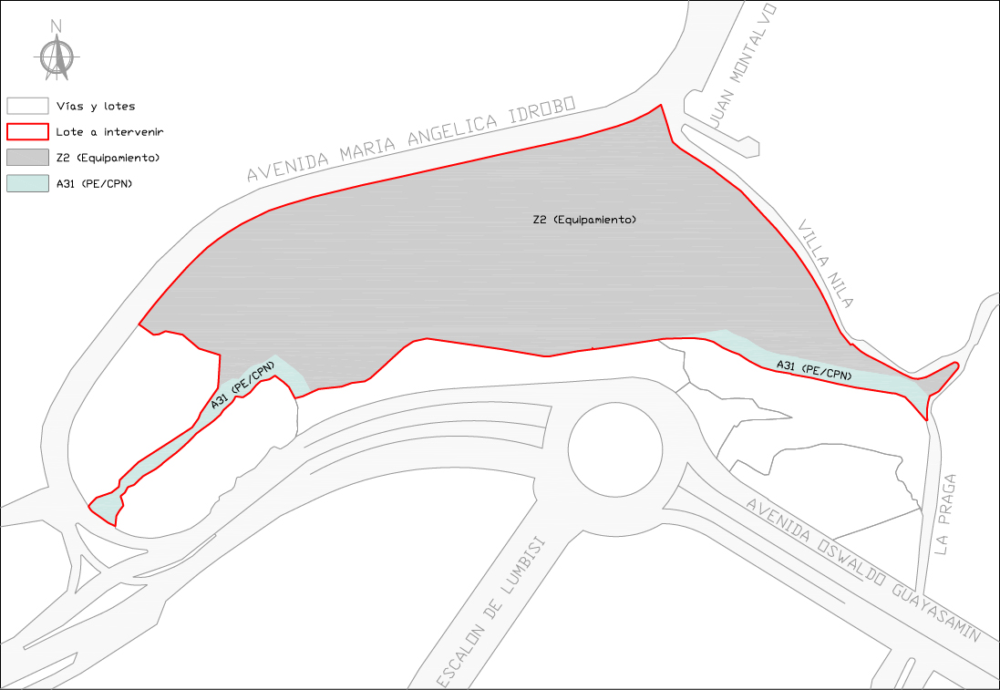 N
Vías y lotes
Lote a intervenir
Z2 (Equipamiento)
A31 (PE/CPN)
AVENIDA MARIA ANGELICA IDROBO
JUAN MONTALVO
Z2 (Equipamiento)
VILLA NILA
A31 (PE/CPN)
A31 (PE/CPN)
LA PRAGA
AVENIDA OSWALDO GUAYASAMIN
ESCALON DE LUMBISI